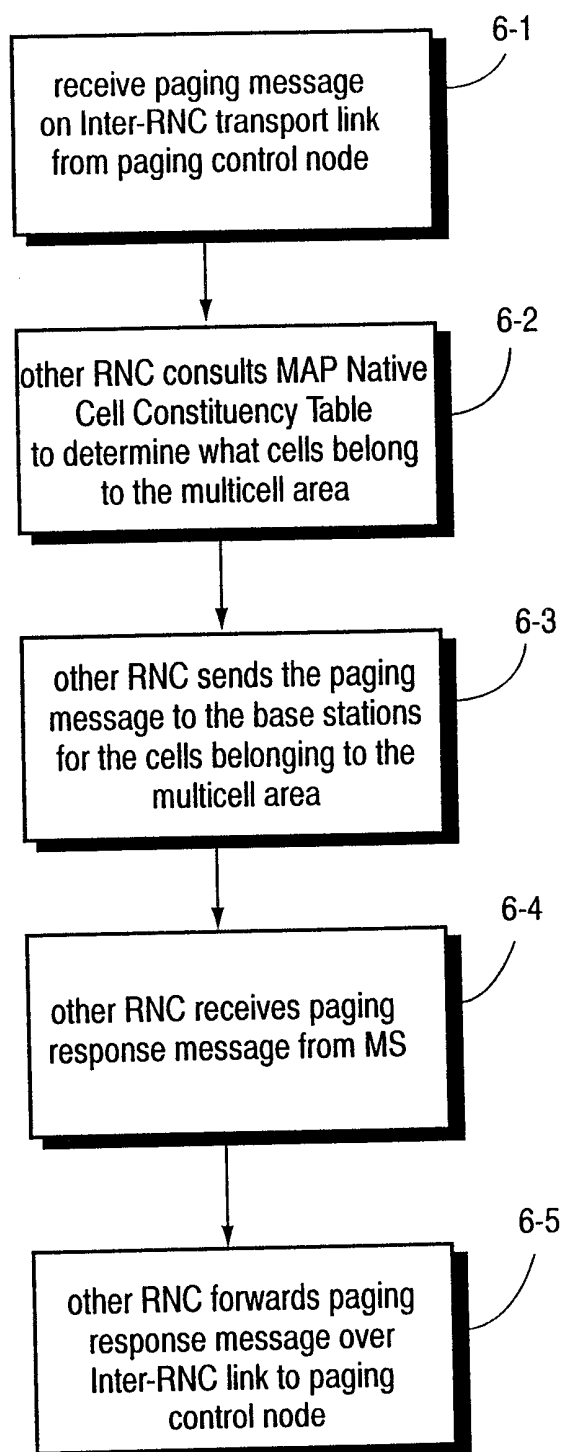 6-1
receive paging message
on Inter-RNC transport link
from paging control node
6-2
other RNC consults MAP Native
Cell Constituency Table
to determine what cells belong
to the multicell area
6-3
other RNC sends the paging
message to the base stations
for the cells belonging to the
multicell area
6-4
other RNC receives paging
response message from MS
6-5
other RNC forwards paging
response message over
Inter-RNC link to paging
control node